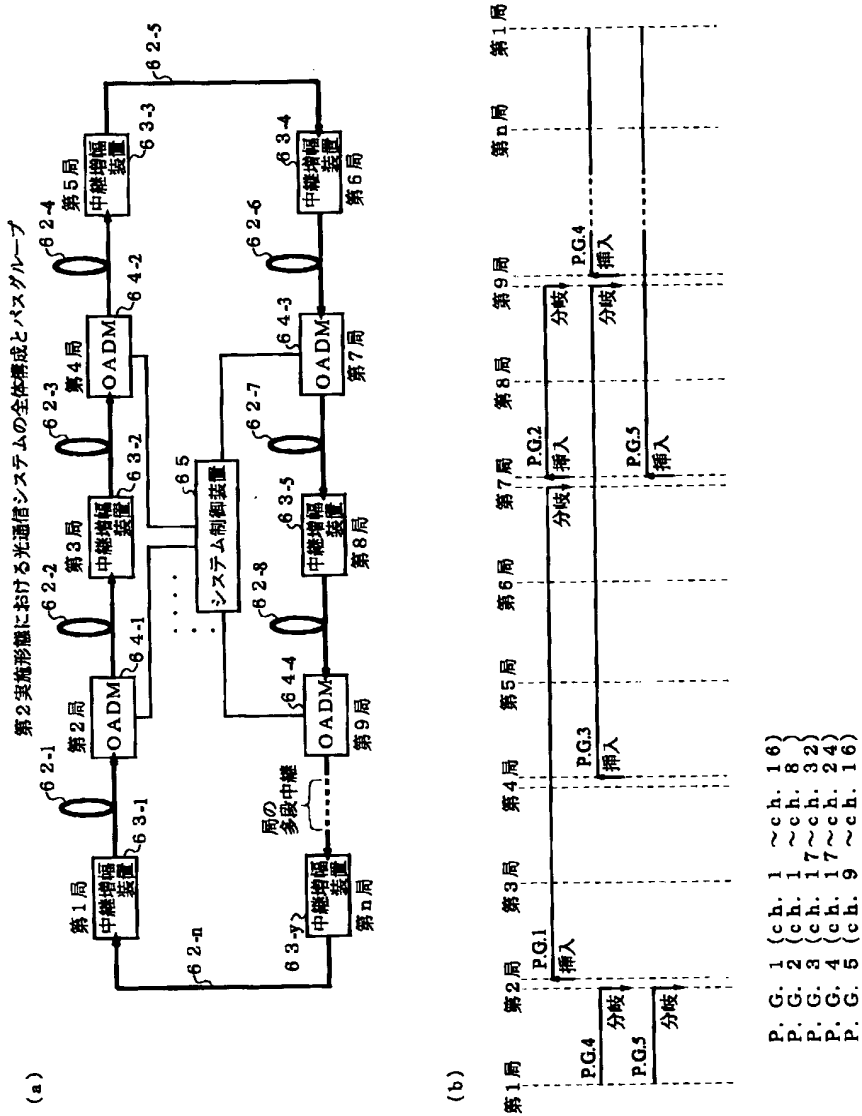 第2実施形態における光通信システムの全体構成とパスグループ
(a)
第1局
中継増幅
装置
63-1
62-1
第2局
OADM
64-1
62-2
第3局
中継増幅
装置
63-2
62-3
第4局
OADM
64-2
62-4
第5局
中継増幅
装置
63-3
62-5
システム制御装置
65
62-n
63-y
中継増幅
装置
第n局
局の
多段中継
64-4
OADM
第9局
62-8
63-5
中継増幅
装置
第8局
62-7
64-3
OADM
第7局
62-6
63-4
中継増幅
装置
第6局
(b)
第1局
第2局
第3局
第4局
第5局
第6局
第7局
第8局
第9局
第n局
第1局
P.G.4
分岐
P.G.5
分岐
P.G.1
挿入
分岐
P.G.3
挿入
分岐
P.G.2
挿入
分岐
P.G.5
挿入
P.G.4
挿入
P. G. 1 (ch. 1 ~ch. 16)
P. G. 2 (ch. 1 ~ch. 8 )
P. G. 3 (ch. 17~ch. 32)
P. G. 4 (ch. 17~ch. 24)
P. G. 5 (ch. 9 ~ch. 16)